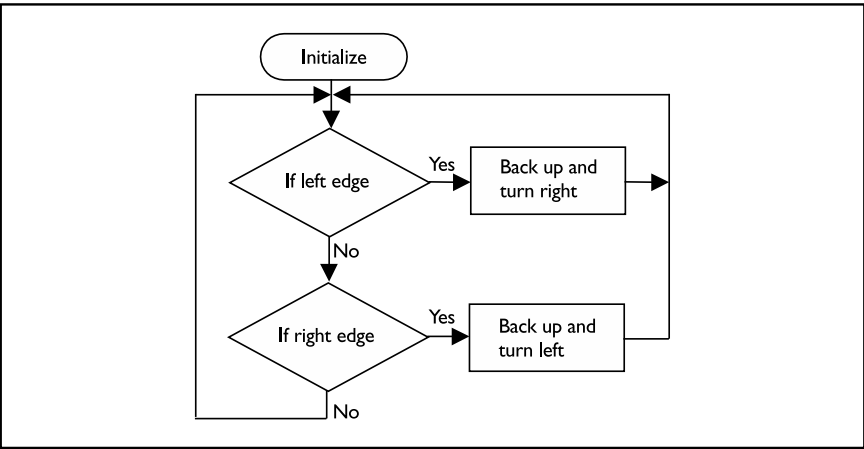 Initialize
If left edge
Yes
Back up and
turn right
No
If right edge
Yes
Back up and
turn left
No